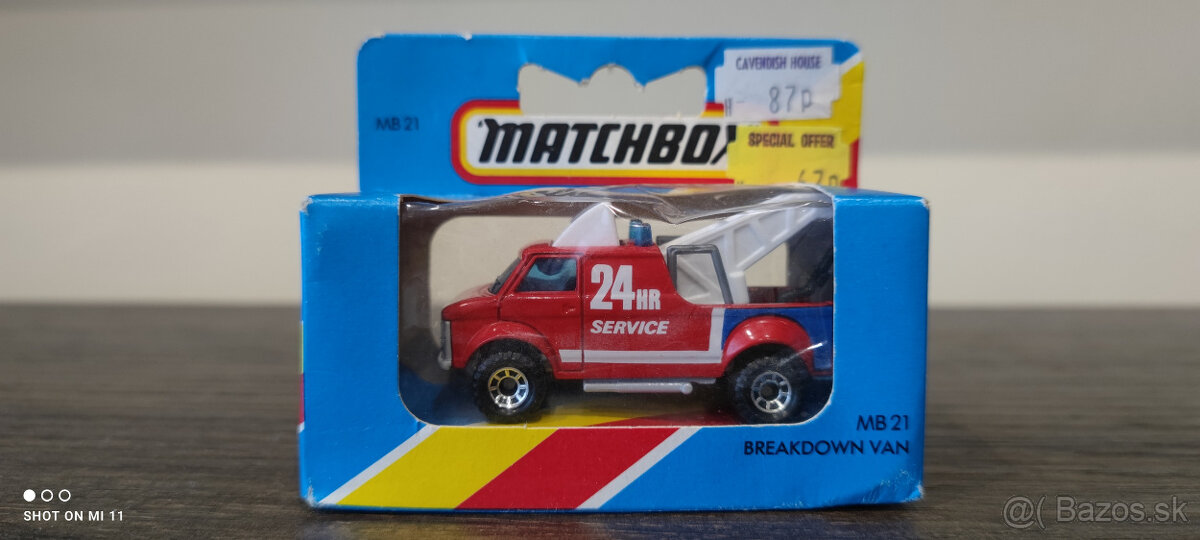 CAVENDISH HOUSE
87p
MB 21
MATCHBOX
SPECIAL OFFER
24HR
SERVICE
MB 21
BREAKDOWN VAN
SHOT ON MI 11
@( Bazos.sk